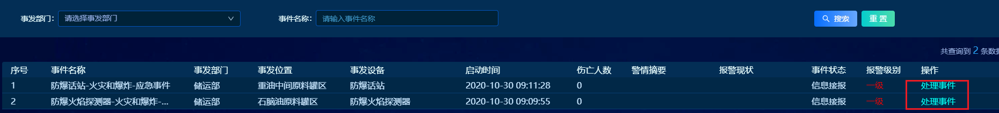 事发部门: 请选择事发部门 事件名称: 请输入事件名称 搜索 重 置
共查询到 2 条数据
序号 事件名称 事发部门 事发位置 事发设备 启动时间 伤亡人数 警情摘要 报警现状 事件状态 报警级别 操作
1 防爆话站-火灾和爆炸-应急事件 储运部 重油中间原料罐区 防爆话站 2020-10-30 09:11:28 0 信息接报 一级 处理事件
2 防爆火焰探测器-火灾和爆炸-... 储运部 石脑油原料罐区 防爆火焰探测器 2020-10-30 09:09:55 0 信息接报 一级 处理事件